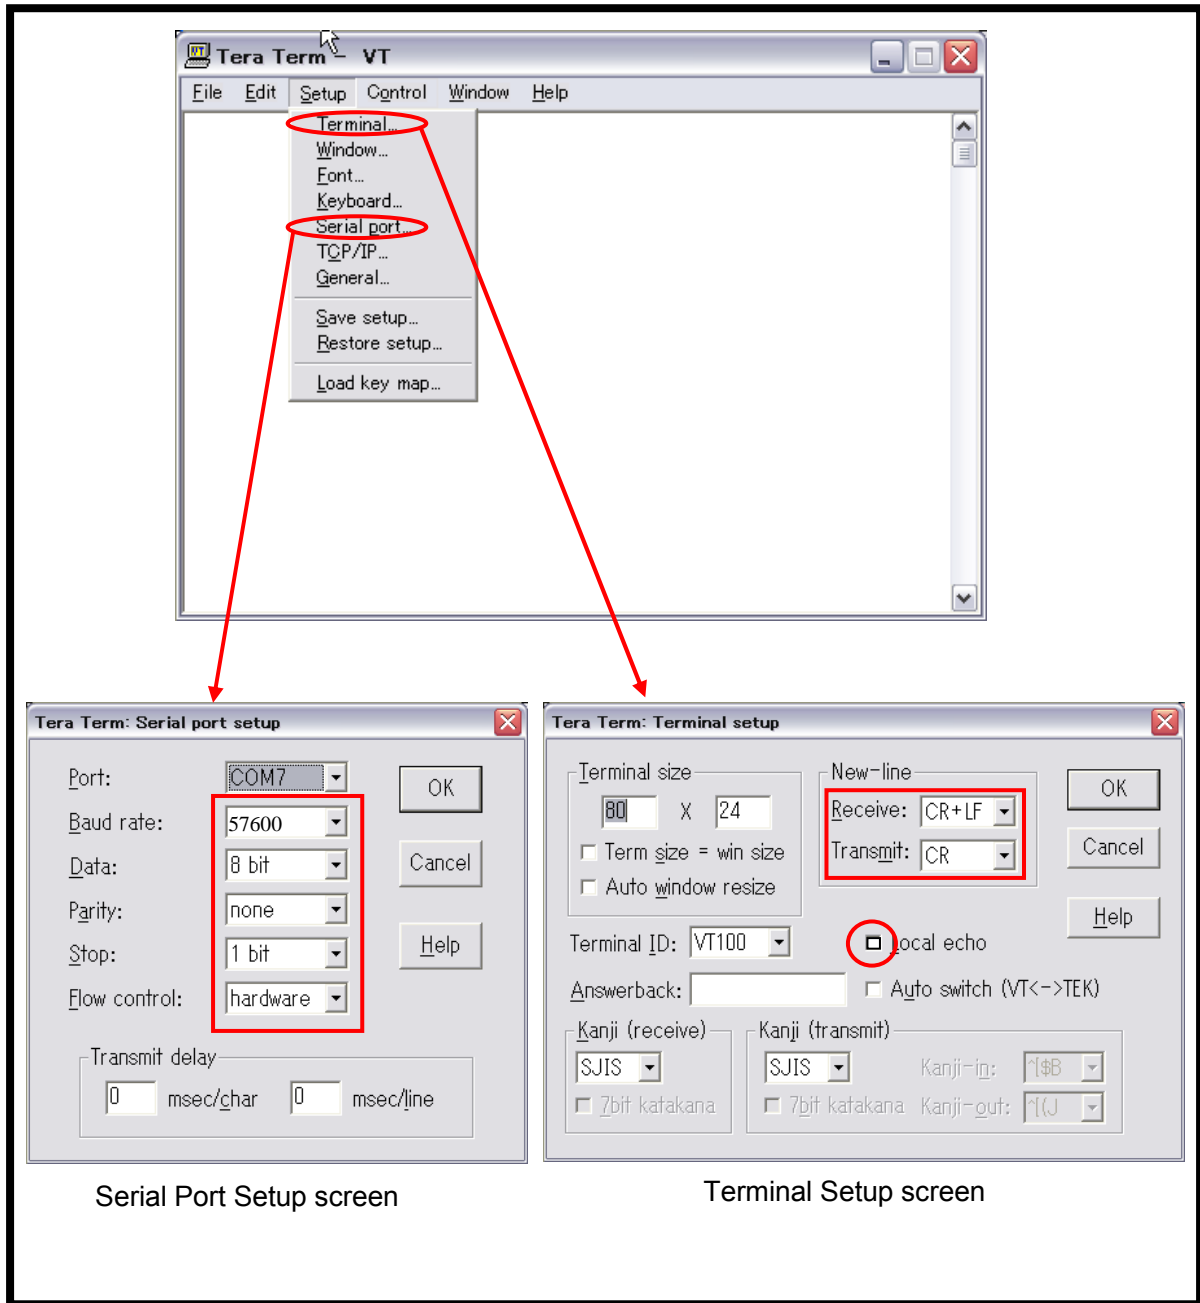 Tera Term - VT
File Edit Setup Control Window Help
Terminal...
Window...
Font...
Keyboard...
Serial port...
TCP/IP...
General...
Save setup...
Restore setup...
Load key map...
Tera Term: Serial port setup
Port: COM7 OK
Baud rate: 57600
Data: 8 bit Cancel
Parity: none
Stop: 1 bit Help
Flow control: hardware
Transmit delay
0 msec/char 0 msec/line
Serial Port Setup screen
Tera Term: Terminal setup
Terminal size New-line
80 X 24 Receive: CR+LF OK
Term size = win size Transmit: CR Cancel
Auto window resize
Help
Terminal ID: VT100 Local echo
Answerback: Auto switch (VT<->TEK)
Kanji (receive) Kanji (transmit)
SJIS SJIS Kanji-in: ^[$B
7bit katakana 7bit katakana Kanji-out: ^[(J
Terminal Setup screen